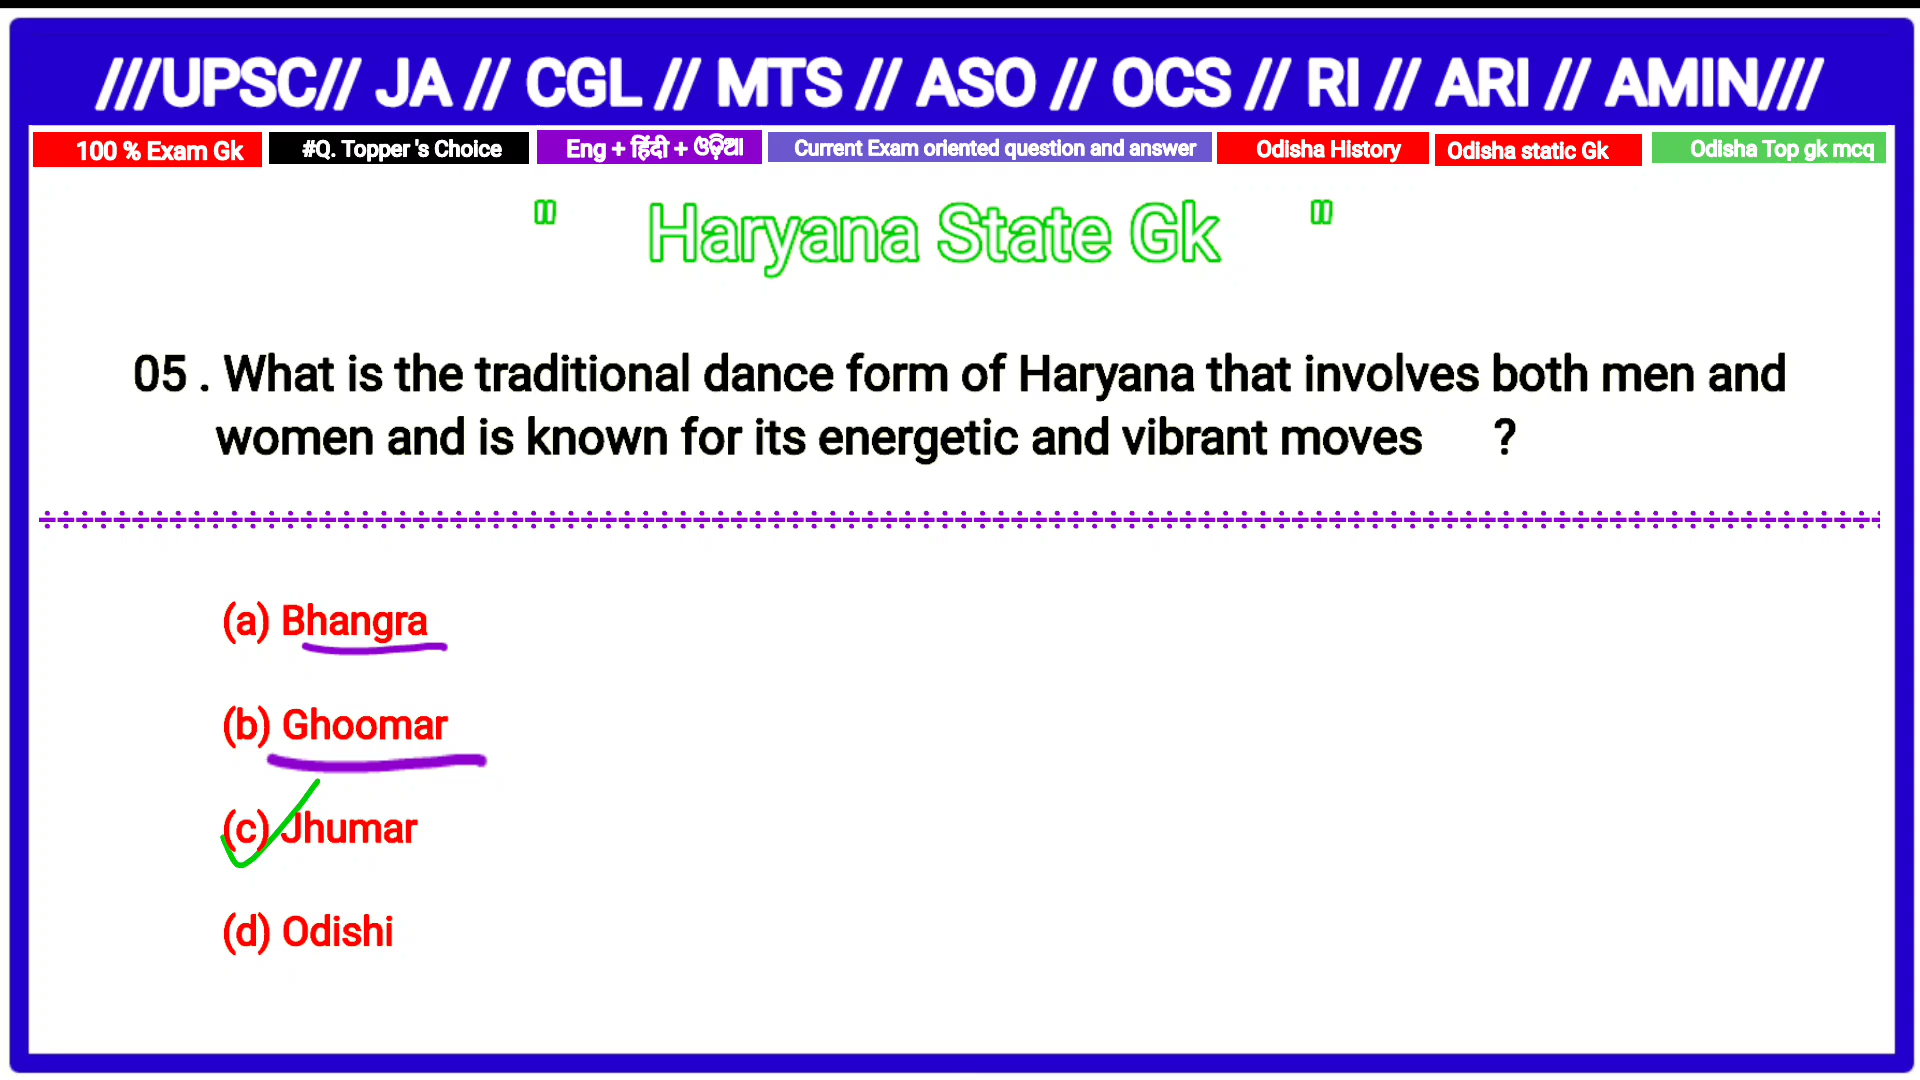 ///UPSC// JA // CGL // MTS // ASO // OCS // RI // ARI // AMIN///
100 % Exam Gk #Q. Topper 's Choice Eng + हिंदी + ଓଡ଼ିଆ Current Exam oriented question and answer Odisha History Odisha static Gk Odisha Top gk mcq
" Haryana State Gk "
05 . What is the traditional dance form of Haryana that involves both men and
women and is known for its energetic and vibrant moves ?
(a) Bhangra
(b) Ghoomar
(c) Jhumar
(d) Odishi